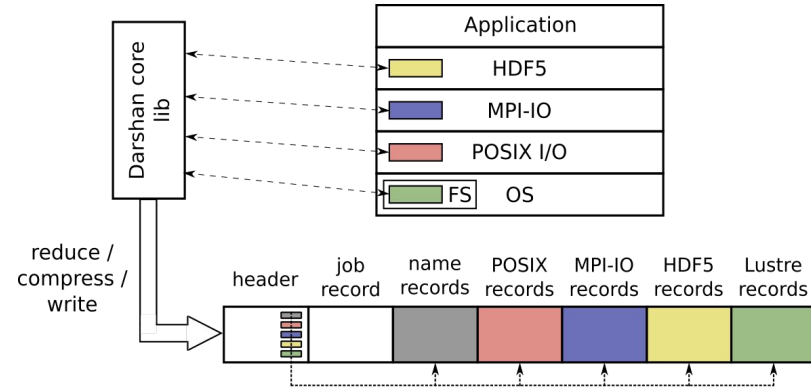 Darshan core
lib
Application
HDF5
MPI-IO
POSIX I/O
FS OS
reduce /
compress /
write
header
job
record
name
records
POSIX
records
MPI-IO
records
HDF5
records
Lustre
records